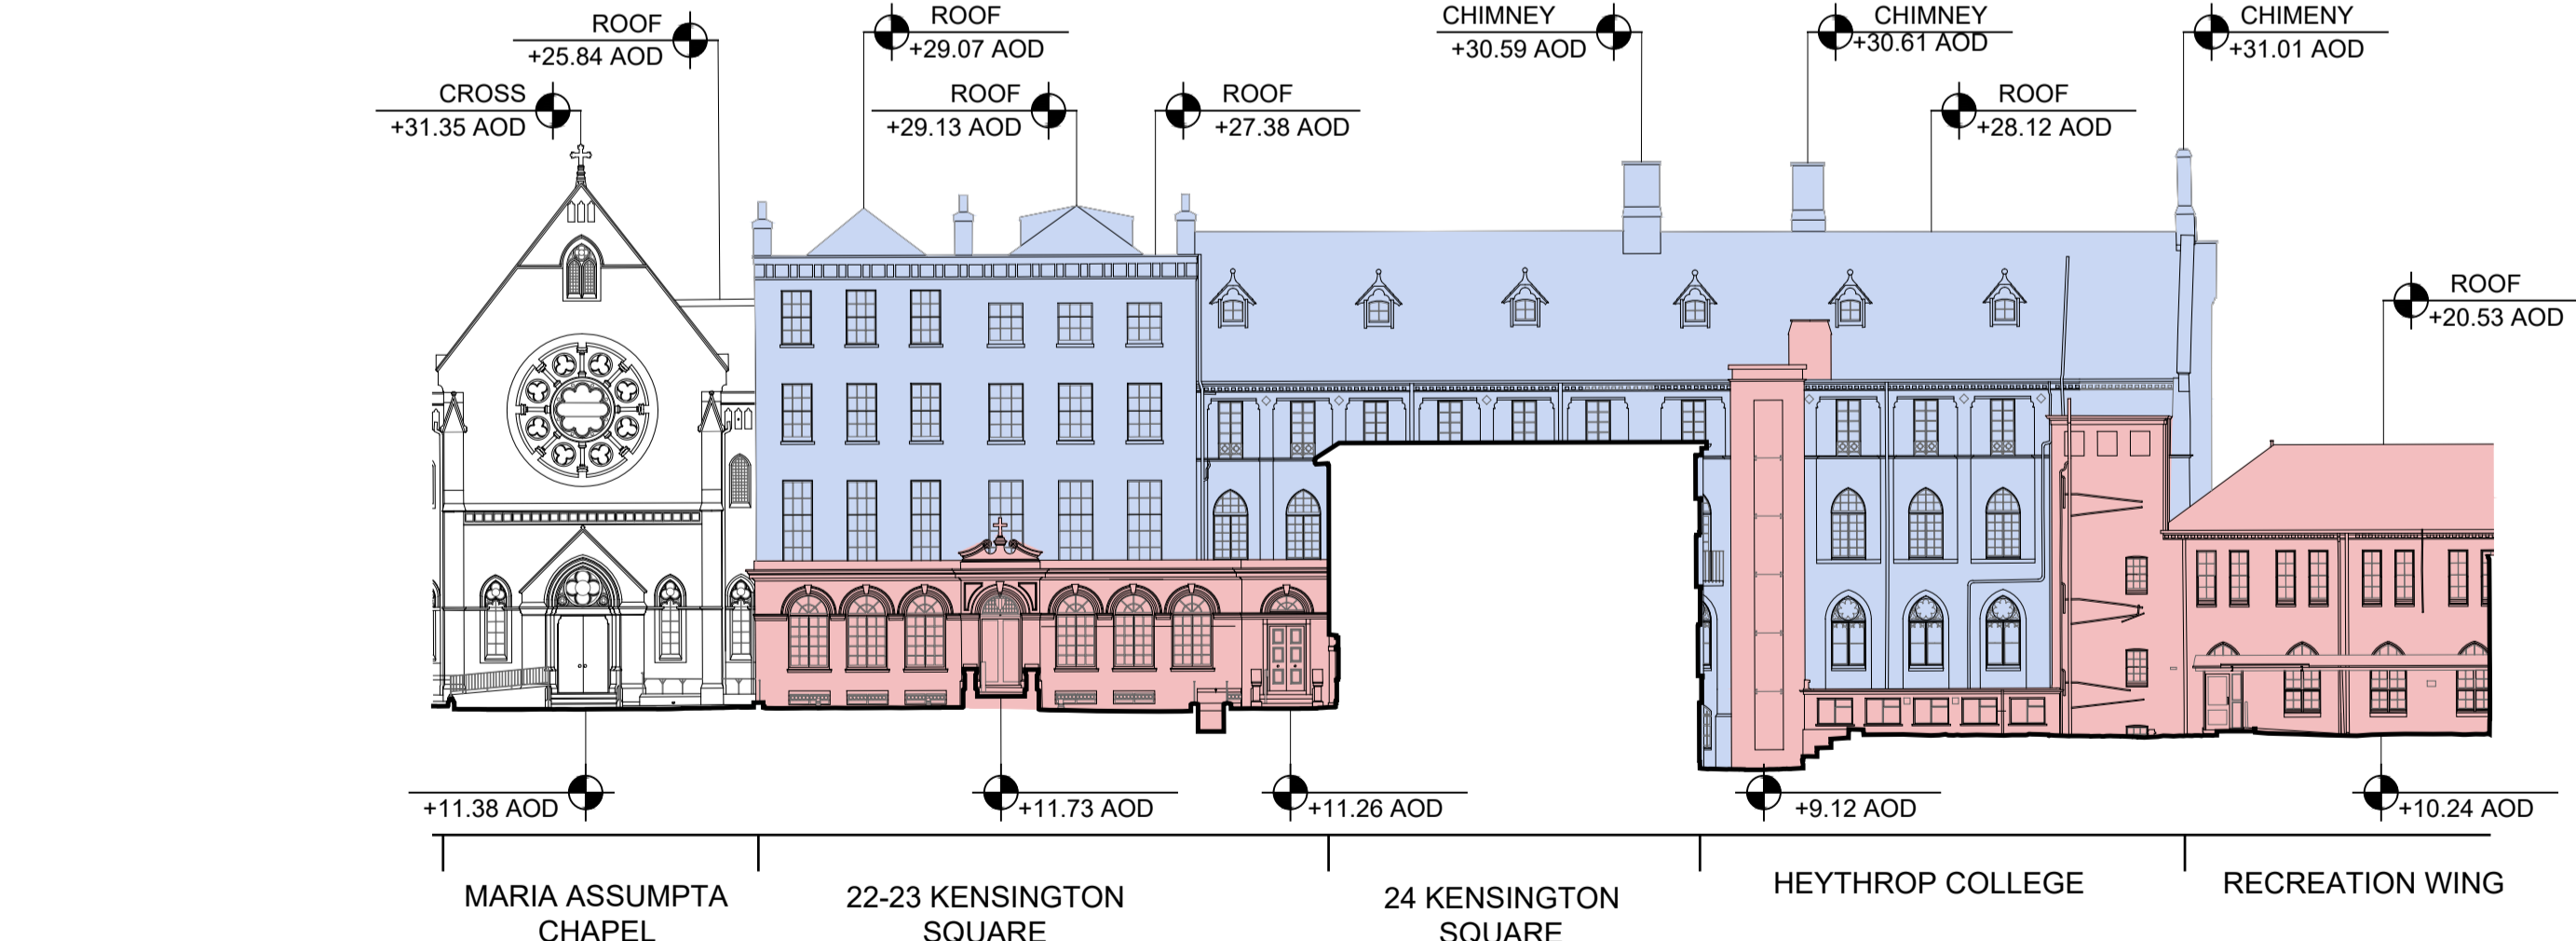 ROOF
+25.84 AOD
ROOF
+29.07 AOD
CHIMNEY
+30.59 AOD
CHIMNEY
+30.61 AOD
CHIMENY
+31.01 AOD
CROSS
+31.35 AOD
ROOF
+29.13 AOD
ROOF
+27.38 AOD
ROOF
+28.12 AOD
ROOF
+20.53 AOD
+11.38 AOD
+11.73 AOD
+11.26 AOD
+9.12 AOD
+10.24 AOD
MARIA ASSUMPTA
CHAPEL
22-23 KENSINGTON
SQUARE
24 KENSINGTON
SQUARE
HEYTHROP COLLEGE
RECREATION WING